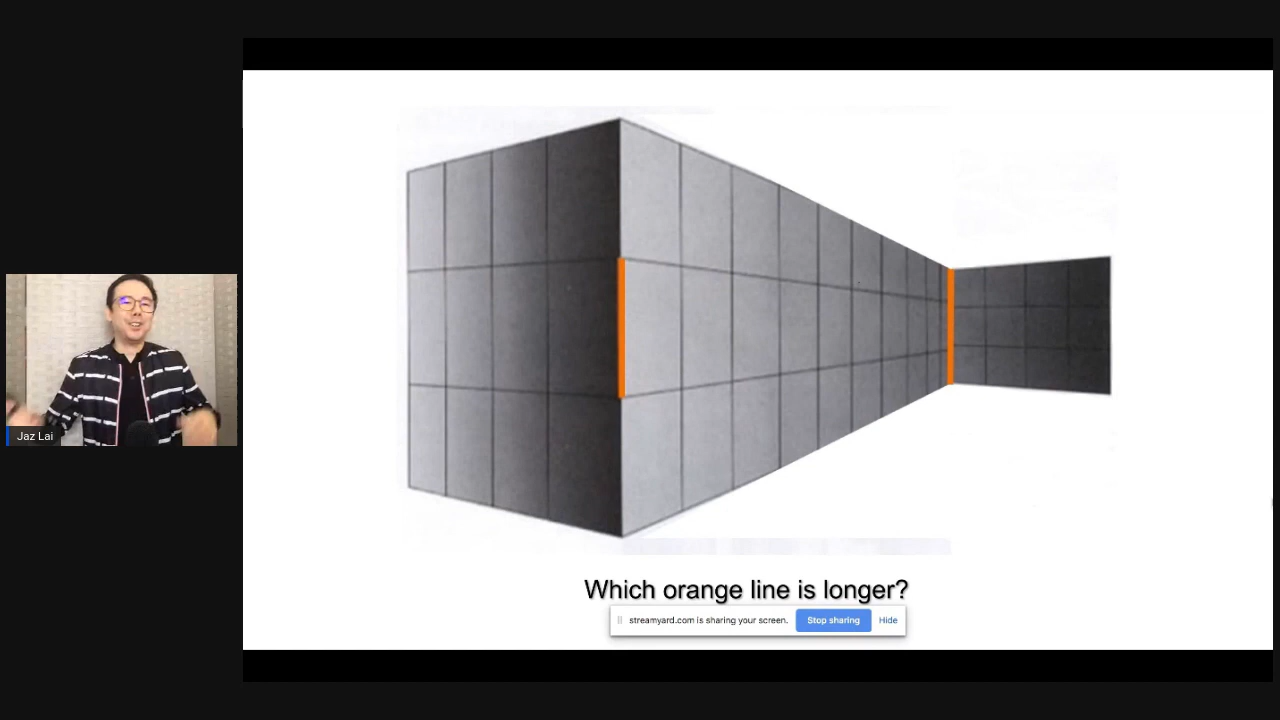 Jaz Lai
Which orange line is longer?
streamyard.com is sharing your screen. Stop sharing Hide